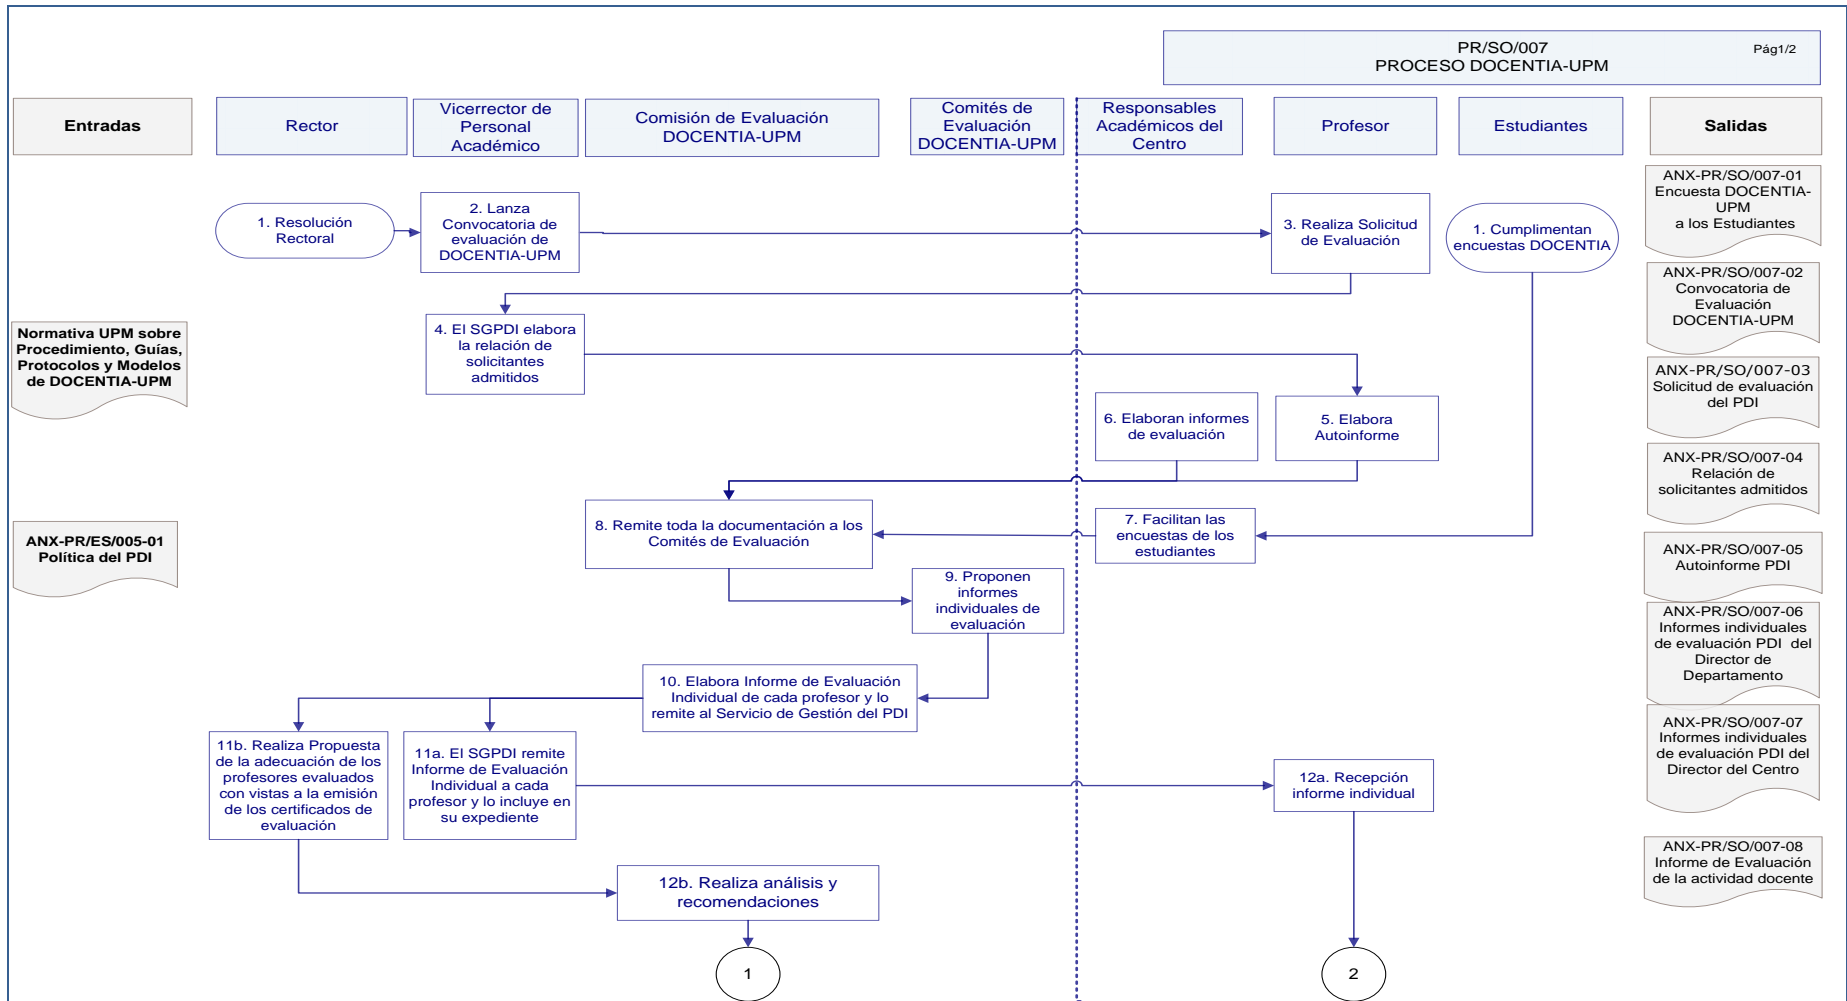 PR/SO/007
PROCESO DOCENTIA-UPM
Pág1/2
Entradas
Rector
Vicerrector de
Personal
Académico
Comisión de Evaluación
DOCENTIA-UPM
Comités de
Evaluación
DOCENTIA-UPM
Responsables
Académicos del
Centro
Profesor
Estudiantes
Salidas
1. Resolución
Rectoral
2. Lanza
Convocatoria de
evaluación de
DOCENTIA-UPM
3. Realiza Solicitud
de Evaluación
1. Cumplimentan
encuestas DOCENTIA
ANX-PR/SO/007-01
Encuesta DOCENTIA-
UPM
a los Estudiantes
ANX-PR/SO/007-02
Convocatoria de
Evaluación
DOCENTIA-UPM
Normativa UPM sobre
Procedimiento, Guías,
Protocolos y Modelos
de DOCENTIA-UPM
4. El SGPDI elabora
la relación de
solicitantes
admitidos
ANX-PR/SO/007-03
Solicitud de evaluación
del PDI
6. Elaboran informes
de evaluación
5. Elabora
Autoinforme
ANX-PR/SO/007-04
Relación de
solicitantes admitidos
ANX-PR/ES/005-01
Política del PDI
8. Remite toda la documentación a los
Comités de Evaluación
7. Facilitan las
encuestas de los
estudiantes
ANX-PR/SO/007-05
Autoinforme PDI
9. Proponen
informes
individuales de
evaluación
ANX-PR/SO/007-06
Informes individuales
de evaluación PDI  del
Director de
Departamento
10. Elabora Informe de Evaluación
Individual de cada profesor y lo
remite al Servicio de Gestión del PDI
11b. Realiza Propuesta
de la adecuación de los
profesores evaluados
con vistas a la emisión
de los certificados de
evaluación
11a. El SGPDI remite
Informe de Evaluación
Individual a cada
profesor y lo incluye en
su expediente
12a. Recepción
informe individual
ANX-PR/SO/007-07
Informes individuales
de evaluación PDI del
Director del Centro
12b. Realiza análisis y
recomendaciones
ANX-PR/SO/007-08
Informe de Evaluación
de la actividad docente
1
2